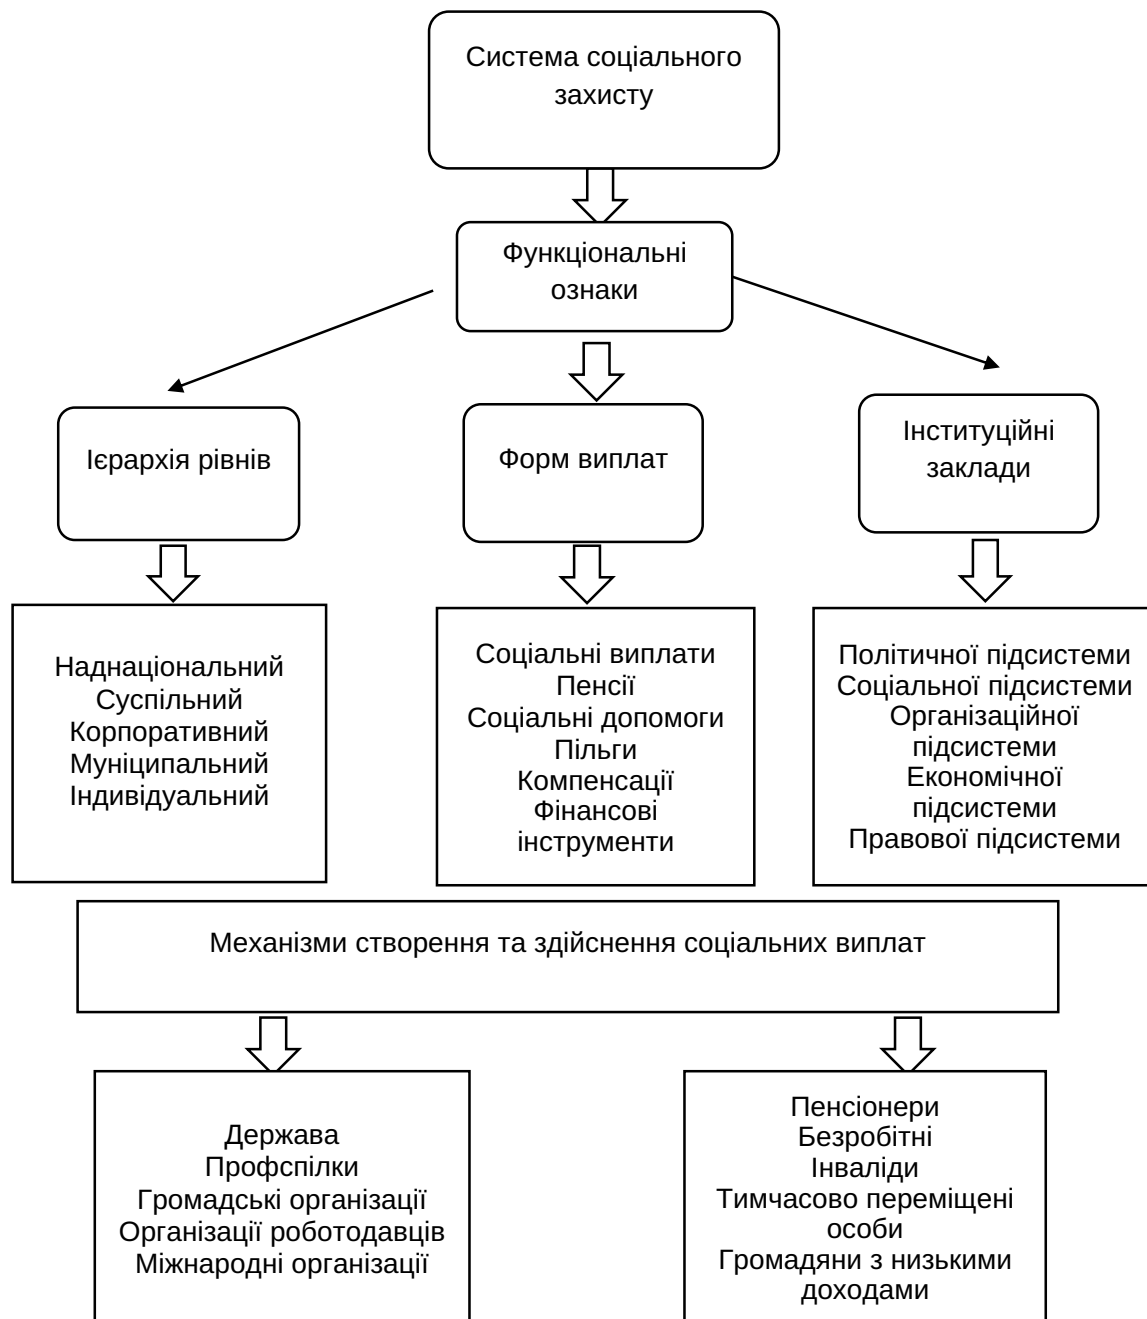 Система соціального
захисту
Функціональні
ознаки
Ієрархія рівнів
Форм виплат
Інституційні
заклади
Наднаціональний
Суспільний
Корпоративний
Муніципальний
Індивідуальний
Соціальні виплати
Пенсії
Соціальні допомоги
Пільги
Компенсації
Фінансові
інструменти
Політичної підсистеми
Соціальної підсистеми
Організаційної
підсистеми
Економічної
підсистеми
Правової підсистеми
Механізми створення та здійснення соціальних виплат
Держава
Профспілки
Громадські організації
Організації роботодавців
Міжнародні організації
Пенсіонери
Безробітні
Інваліди
Тимчасово переміщені
особи
Громадяни з низькими
доходами